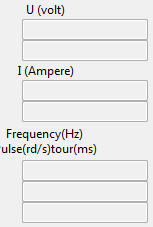 U (volt)
I (Ampere)
Frequency(Hz)
ulse(rd/s)tour(ms)